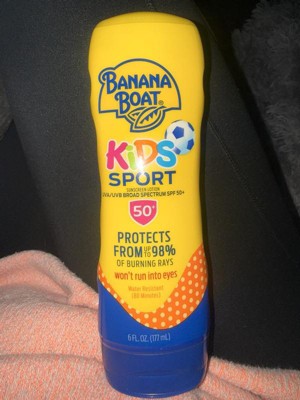 BANANA
BOAT®
KiDS
SPORT
SUNSCREEN LOTION
UVA/UVB BROAD SPECTRUM SPF 50+
50+
PROTECTS
FROM UP TO 98%
OF BURNING RAYS
won't run into eyes
Water Resistant
(80 Minutes)
6 FL. OZ. (177 mL)